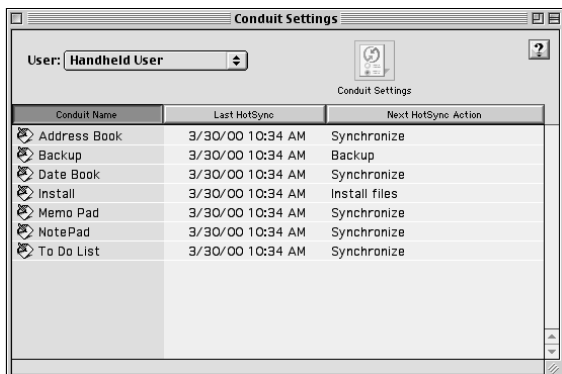 Conduit Settings
User: Handheld User
?
Conduit Settings
Conduit Name Last HotSync Next HotSync Action
Address Book 3/30/00 10:34 AM Synchronize
Backup 3/30/00 10:34 AM Backup
Date Book 3/30/00 10:34 AM Synchronize
Install 3/30/00 10:34 AM Install files
Memo Pad 3/30/00 10:34 AM Synchronize
NotePad 3/30/00 10:34 AM Synchronize
To Do List 3/30/00 10:34 AM Synchronize